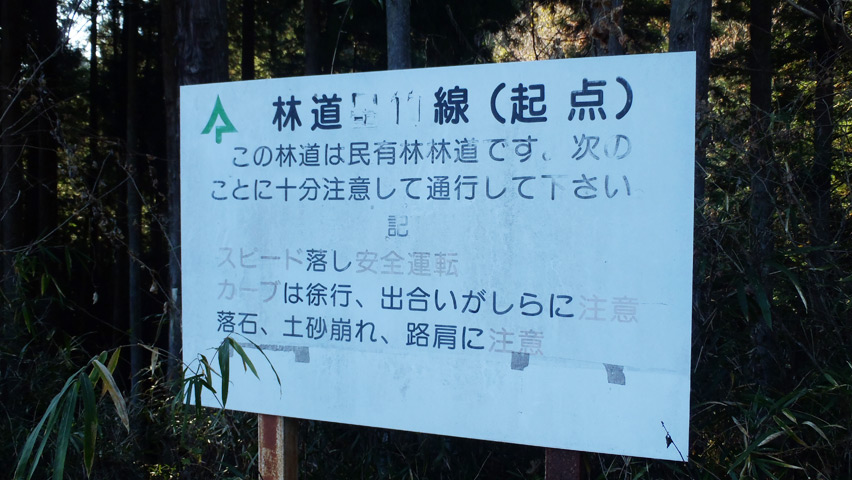 林道 竹線（起点）
この林道は民有林林道です。次の
ことに十分注意して通行して下さい
記
スピード落し安全運転
カーブは徐行、出合いがしらに注意
落石、土砂崩れ、路肩に注意